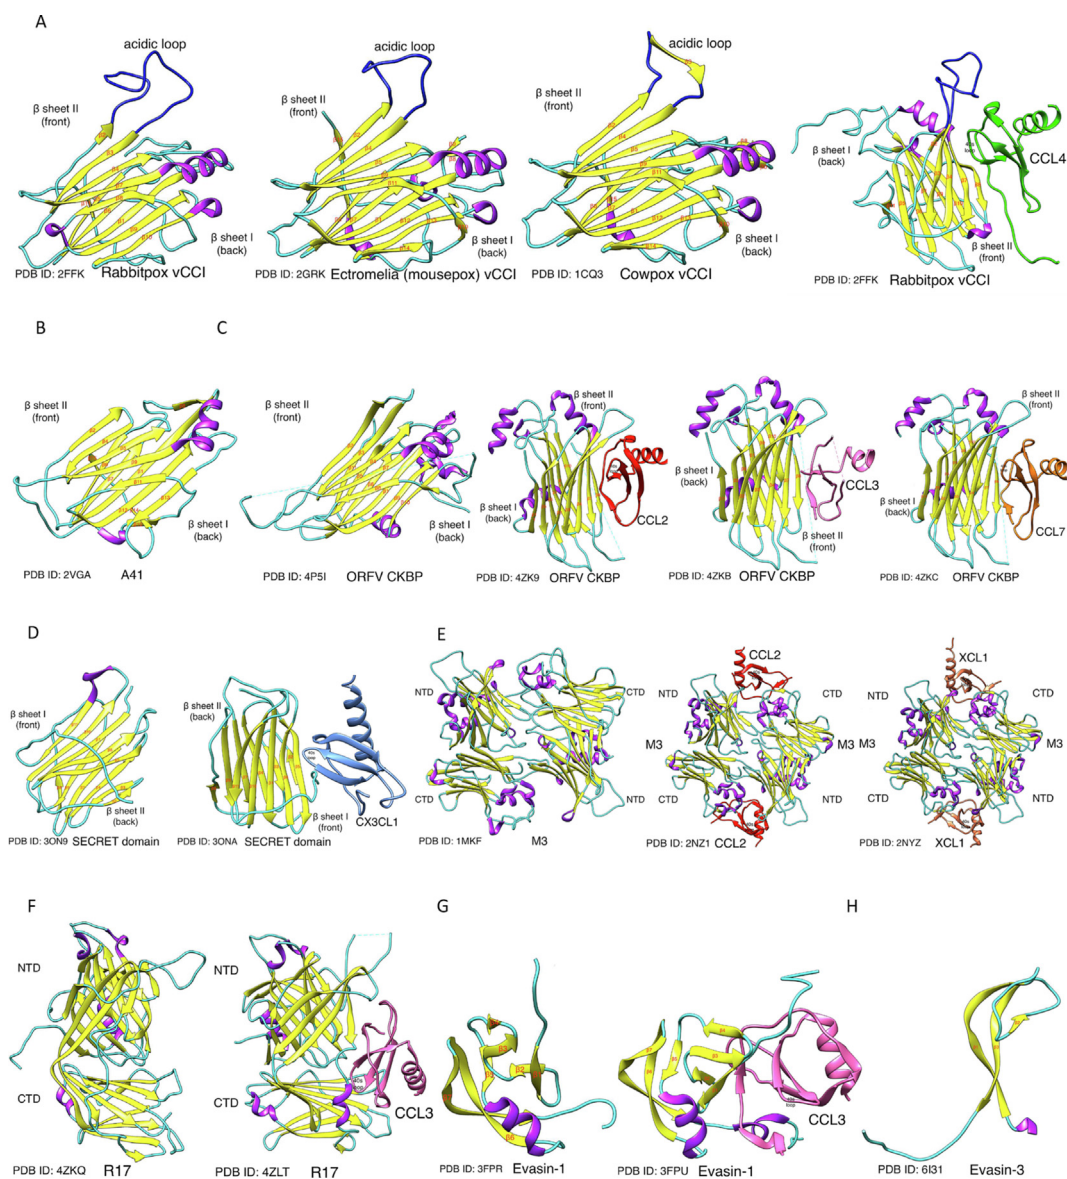 A
acidic loop
β sheet II
(front)
β sheet I
(back)
PDB ID: 2FFK
Rabbitpox vCCI
acidic loop
β sheet II
(front)
β sheet I
(back)
PDB ID: 2GRK
Ectromelia (mousepox) vCCI
acidic loop
β sheet II
(front)
β sheet I
(back)
PDB ID: 1CQ3
Cowpox vCCI
β sheet I
(back)
CCL4
β sheet II
(front)
PDB ID: 2FFK
Rabbitpox vCCI
B
β sheet II
(front)
β sheet I
(back)
PDB ID: 2VGA
A41
C
β sheet II
(front)
β sheet I
(back)
PDB ID: 4P5I
ORFV CKBP
β sheet II
(front)
β sheet I
(back)
CCL2
PDB ID: 4ZK9
ORFV CKBP
β sheet II
(front)
β sheet I
(back)
CCL3
β sheet II
(front)
PDB ID: 4ZKB
ORFV CKBP
β sheet II
(front)
β sheet I
(back)
CCL7
PDB ID: 4ZKC
ORFV CKBP
D
β sheet I
(front)
β sheet II
(back)
PDB ID: 3ON9
SECRET domain
β sheet II
(back)
β sheet I
(front)
CX3CL1
PDB ID: 3ONA
SECRET domain
E
NTD
CTD
CTD
NTD
PDB ID: 1MKF
M3
CCL2
NTD
CTD
M3
M3
CTD
NTD
PDB ID: 2NZ1
CCL2
XCL1
NTD
CTD
M3
CTD
NTD
PDB ID: 2NYZ
XCL1
F
NTD
CTD
PDB ID: 4ZKQ
R17
NTD
40s
loop
CTD
CCL3
PDB ID: 4ZLT
R17
G
β2
β6
PDB ID: 3FPR
Evasin-1
CCL3
PDB ID: 3FPU
Evasin-1
H
PDB ID: 6I31
Evasin-3